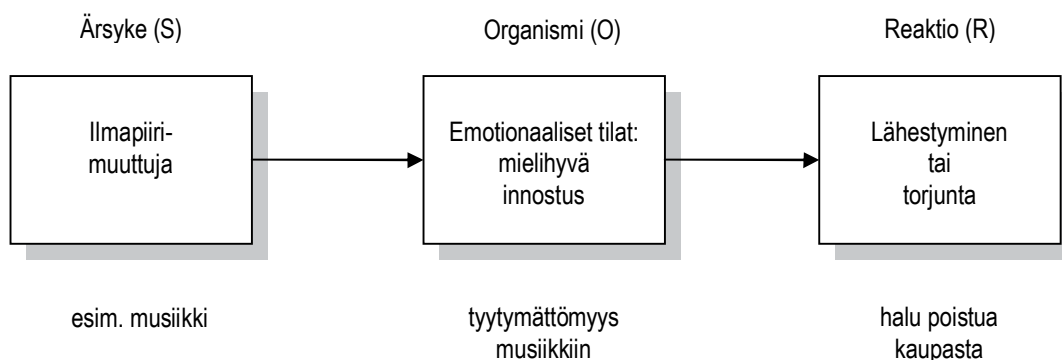 Ärsyke (S)
Organismi (O)
Reaktio (R)
Ilmapiiri-
muuttuja
Emotionaaliset tilat:
mielihyvä
innostus
Lähestyminen
tai
torjunta
esim. musiikki
tyytymättömyys
musiikkiin
halu poistua
kaupasta